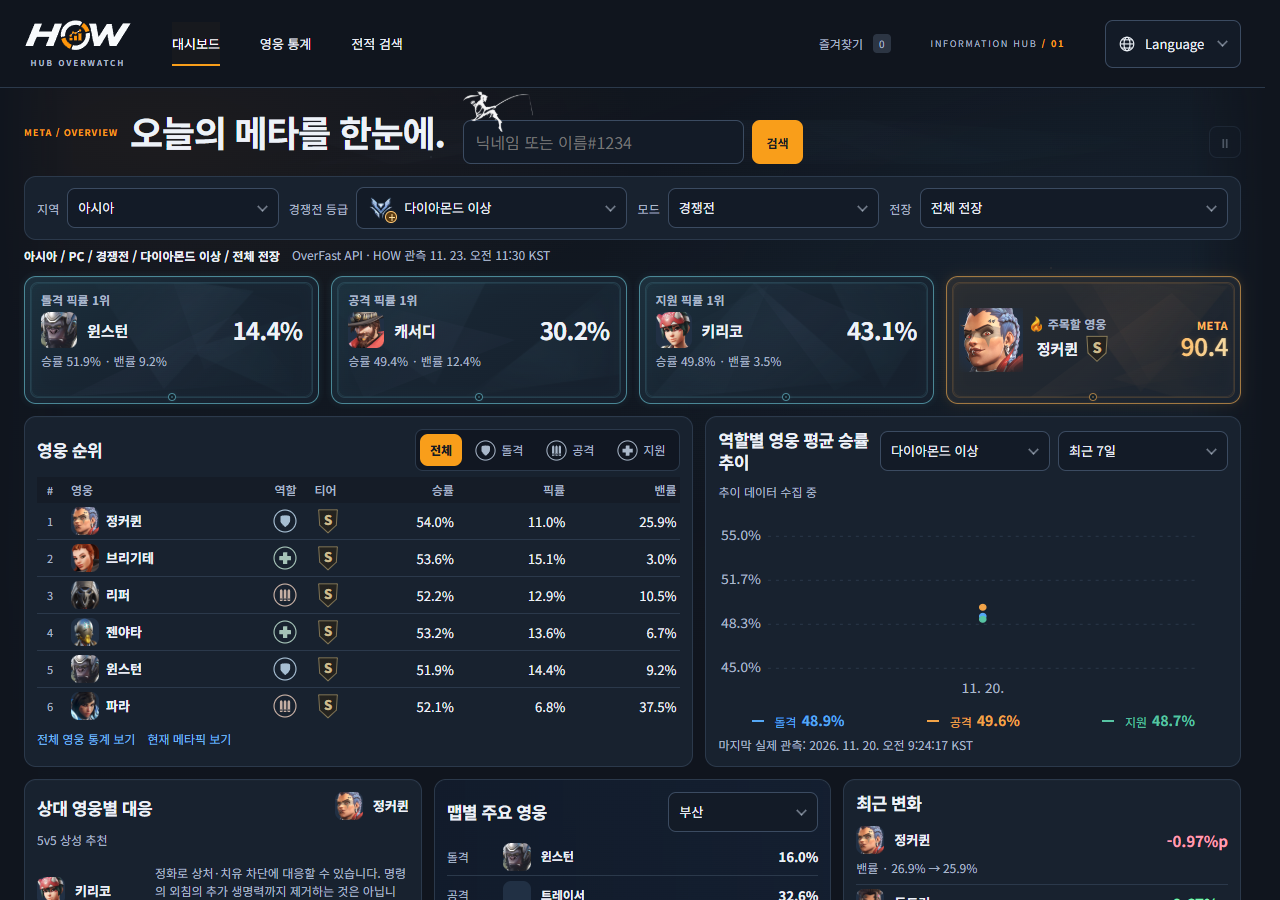 HOW
HUB OVERWATCH
대시보드
영웅 통계
전적 검색
즐겨찾기 0
INFORMATION HUB / 01
Language
META / OVERVIEW
오늘의 메타를 한눈에.
닉네임 또는 이름#1234
검색
지역 아시아
경쟁전 등급 다이아몬드 이상
모드 경쟁전
전장 전체 전장
아시아 / PC / 경쟁전 / 다이아몬드 이상 / 전체 전장 OverFast API · HOW 관측 11. 23. 오전 11:30 KST
돌격 픽률 1위
윈스턴 14.4%
승률 51.9% · 밴률 9.2%
공격 픽률 1위
캐서디 30.2%
승률 49.4% · 밴률 12.4%
지원 픽률 1위
키리코 43.1%
승률 49.8% · 밴률 3.5%
주목할 영웅
정커퀸 S
META
90.4
영웅 순위
전체 돌격 공격 지원
# 영웅 역할 티어 승률 픽률 밴률
1 정커퀸 S 54.0% 11.0% 25.9%
2 브리기테 S 53.6% 15.1% 3.0%
3 리퍼 S 52.2% 12.9% 10.5%
4 젠야타 S 53.2% 13.6% 6.7%
5 윈스턴 S 51.9% 14.4% 9.2%
6 파라 S 52.1% 6.8% 37.5%
전체 영웅 통계 보기 현재 메타픽 보기
역할별 영웅 평균 승률
추이
다이아몬드 이상
최근 7일
추이 데이터 수집 중
55.0%
51.7%
48.3%
45.0%
11. 20.
돌격 48.9% 공격 49.6% 지원 48.7%
마지막 실제 관측: 2026. 11. 20. 오전 9:24:17 KST
상대 영웅별 대응
정커퀸
5v5 상성 추천
키리코
정화로 상처·치유 차단에 대응할 수 있습니다. 명령
의 외침의 추가 생명력까지 제거하는 것은 아닙니
맵별 주요 영웅
부산
돌격 윈스턴 16.0%
공격 트레이서 32.6%
최근 변화
정커퀸 -0.97%p
밴률 · 26.9% → 25.9%